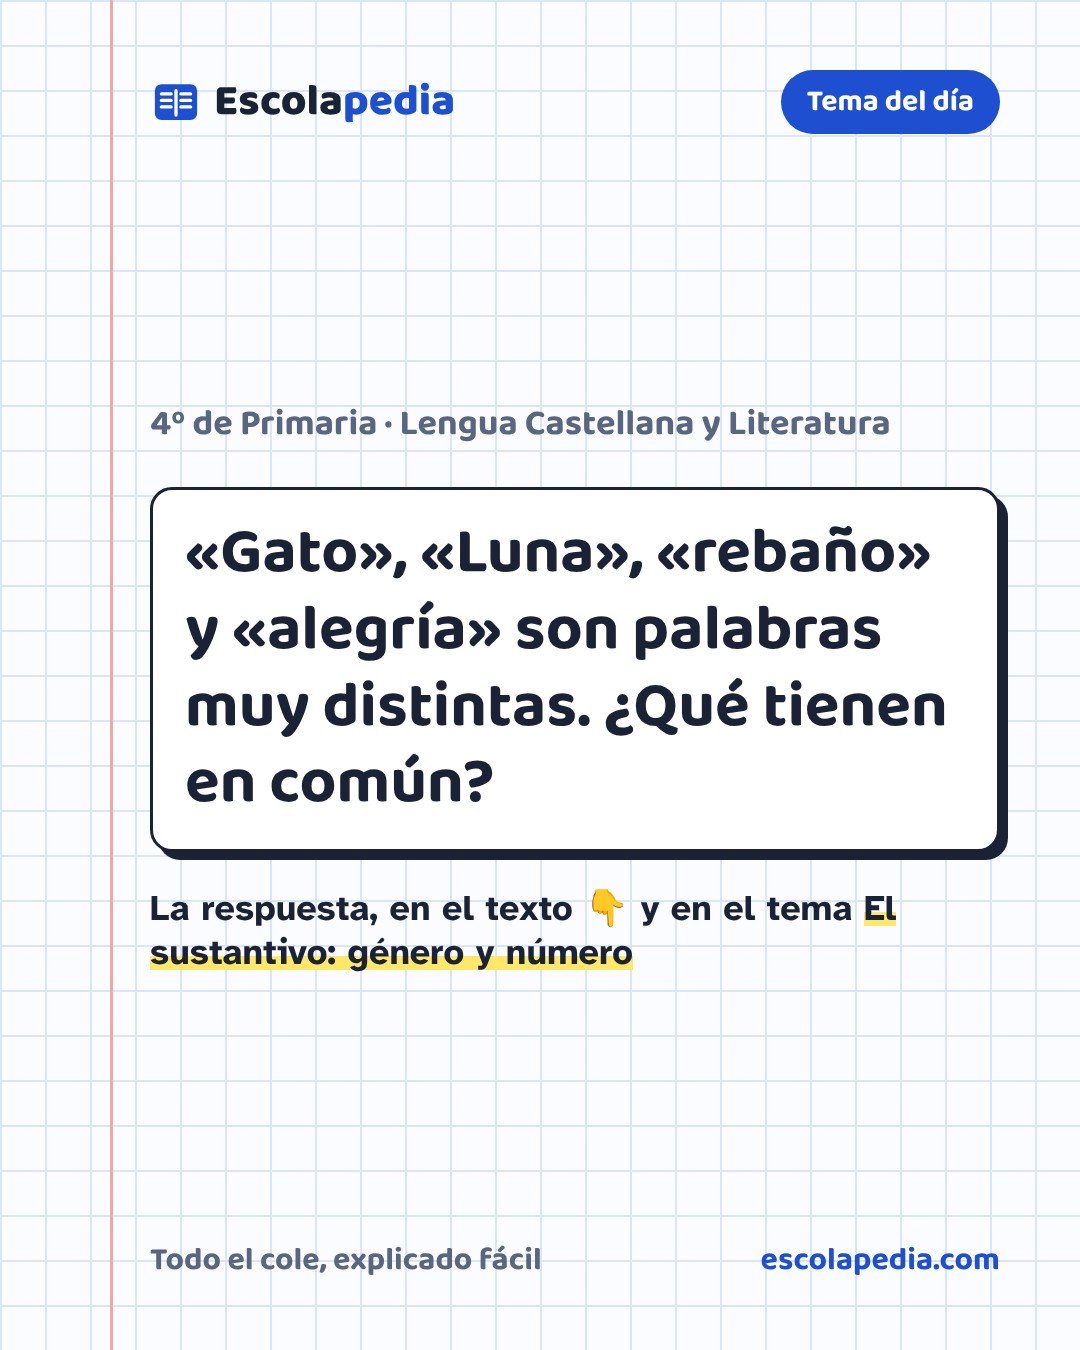 Escolapedia
Tema del día
4º de Primaria · Lengua Castellana y Literatura
«Gato», «Luna», «rebaño»
y «alegría» son palabras
muy distintas. ¿Qué tienen
en común?
La respuesta, en el texto 👇 y en el tema El
sustantivo: género y número
Todo el cole, explicado fácil
escolapedia.com